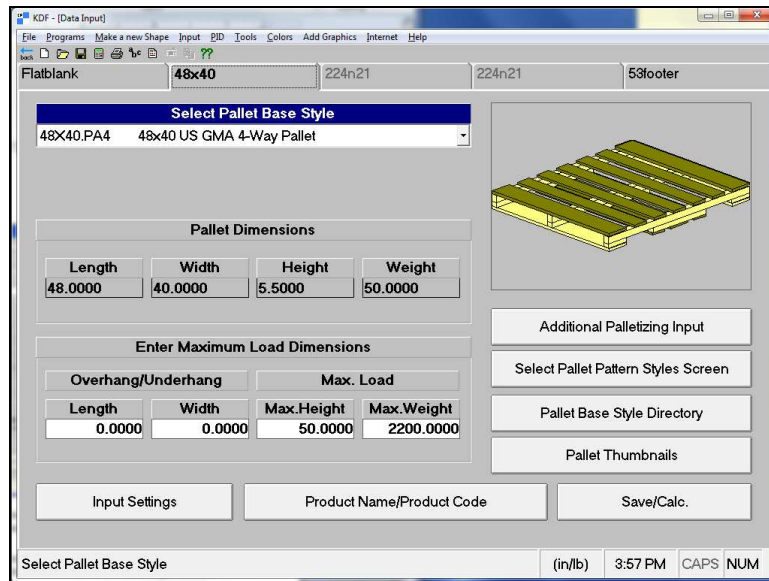 KDF - [Data Input]
File Programs Make a new Shape Input PID Tools Colors Add Graphics Internet Help
back ??
Flatblank 48x40 224n21 224n21 53footer
Select Pallet Base Style
48X40.PA4 48x40 US GMA 4-Way Pallet
Pallet Dimensions
Length Width Height Weight
48.0000 40.0000 5.5000 50.0000
Enter Maximum Load Dimensions
Overhang/Underhang Max. Load
Length Width Max.Height Max.Weight
0.0000 0.0000 50.0000 2200.0000
Additional Palletizing Input
Select Pallet Pattern Styles Screen
Pallet Base Style Directory
Pallet Thumbnails
Input Settings Product Name/Product Code Save/Calc.
Select Pallet Base Style (in/lb) 3:57 PM CAPS NUM